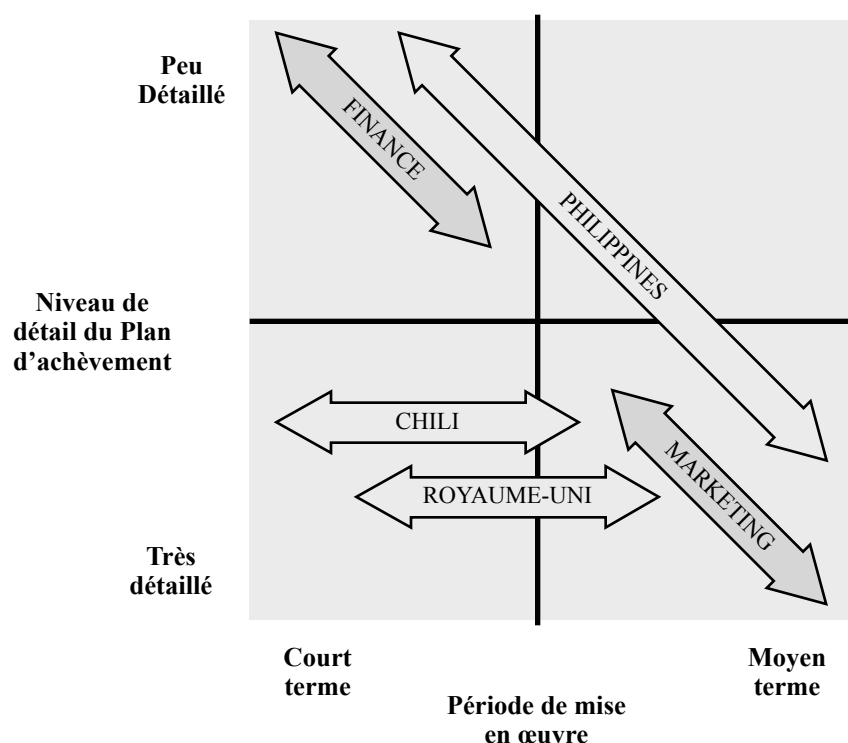 Peu
Détaillé
FINANCE
PHILIPPINES
Niveau de
détail du Plan
d’achèvement
CHILI
ROYAUME-UNI
MARKETING
Très
détaillé
Court
terme
Moyen
terme
Période de mise
en œuvre